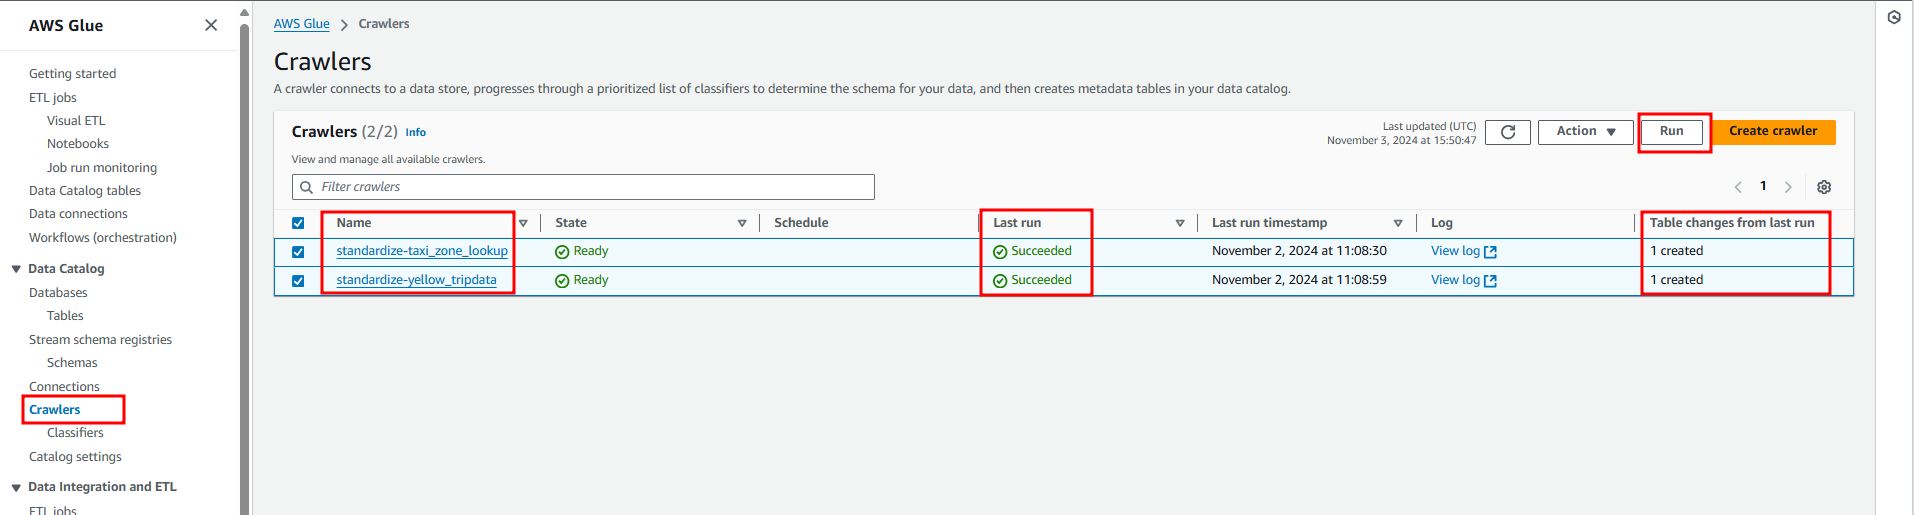 AWS Glue
Getting started
ETL jobs
Visual ETL
Notebooks
Job run monitoring
Data Catalog tables
Data connections
Workflows (orchestration)
Data Catalog
Databases
Tables
Stream schema registries
Schemas
Connections
Crawlers
Classifiers
Catalog settings
Data Integration and ETL
ETL jobs
AWS Glue > Crawlers
Crawlers
A crawler connects to a data store, progresses through a prioritized list of classifiers to determine the schema for your data, and then creates metadata tables in your data catalog.
Crawlers (2/2) Info
View and manage all available crawlers.
Last updated (UTC)
November 3, 2024 at 15:50:47
Action Run Create crawler
Filter crawlers
1
Name State Schedule Last run Last run timestamp Log Table changes from last run
standardize-taxi_zone_lookup Ready Succeeded November 2, 2024 at 11:08:30 View log 1 created
standardize-yellow_tripdata Ready Succeeded November 2, 2024 at 11:08:59 View log 1 created